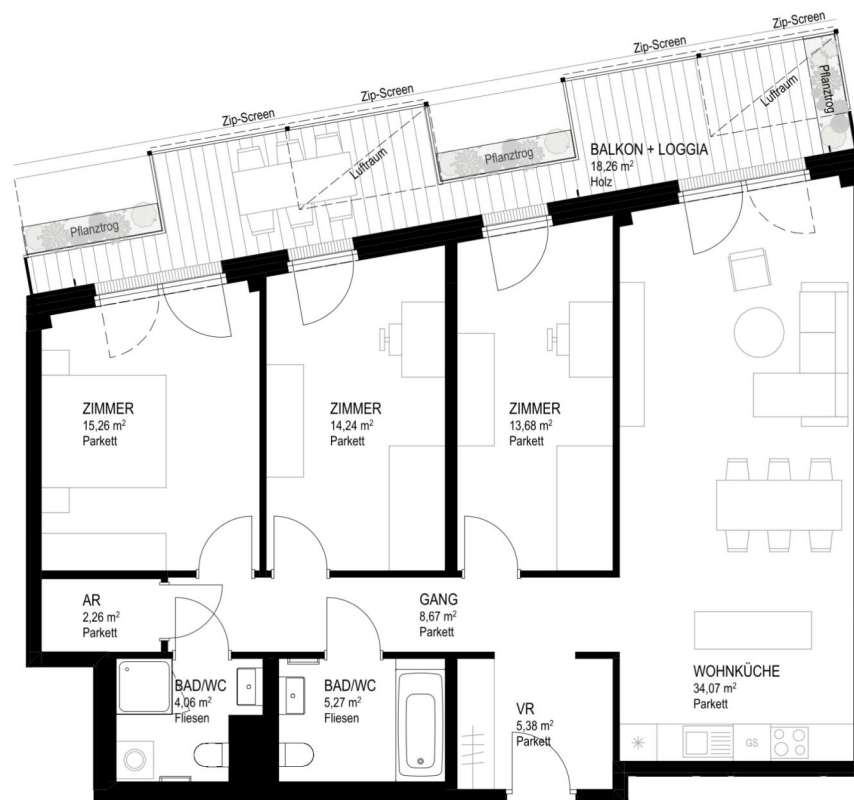 Zip-Screen
Zip-Screen
Zip-Screen
Zip-Screen
Luftraum
Pflanztrog
Luftraum
Pflanztrog
Pflanztrog
BALKON + LOGGIA
18,26 m²
Holz
ZIMMER
15,26 m²
Parkett
ZIMMER
14,24 m²
Parkett
ZIMMER
13,68 m²
Parkett
AR
2,26 m²
Parkett
GANG
8,67 m²
Parkett
BAD/WC
4,06 m²
Fliesen
BAD/WC
5,27 m²
Fliesen
VR
5,38 m²
Parkett
WOHNKÜCHE
34,07 m²
Parkett
GS